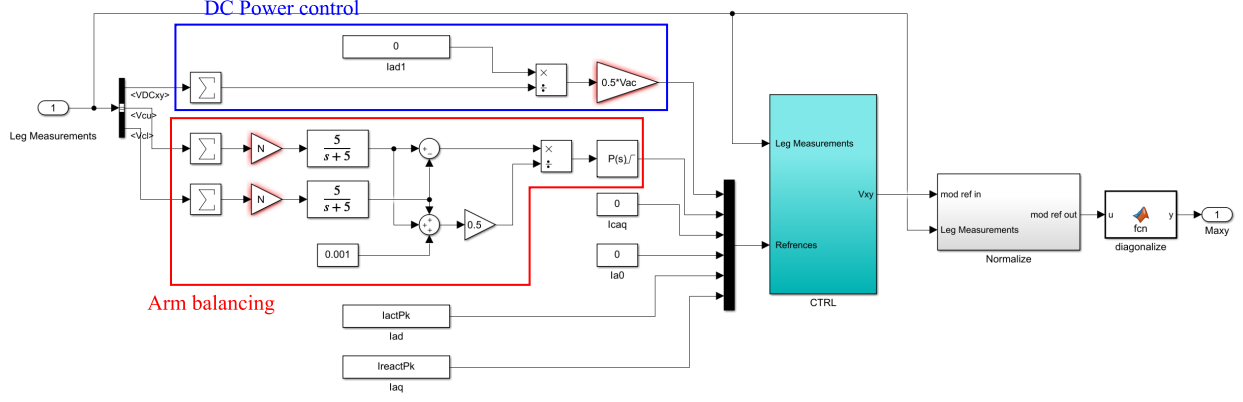 DC Power control
0
Iad1
×
÷
0.5*Vac
1
Leg Measurements
<VDCxy>
<Vcu>
<Vcl>
∑
∑
N
5
s+5
+
−
×
÷
P(s)
∑
N
5
s+5
+
+
+
0.5
0.001
Arm balancing
0
Icaq
0
Ia0
IactPk
Iad
IreactPk
Iaq
Leg Measurements
Vxy
Refrences
CTRL
mod ref in
mod ref out
Leg Measurements
Normalize
u
fcn
y
diagonalize
1
Maxy